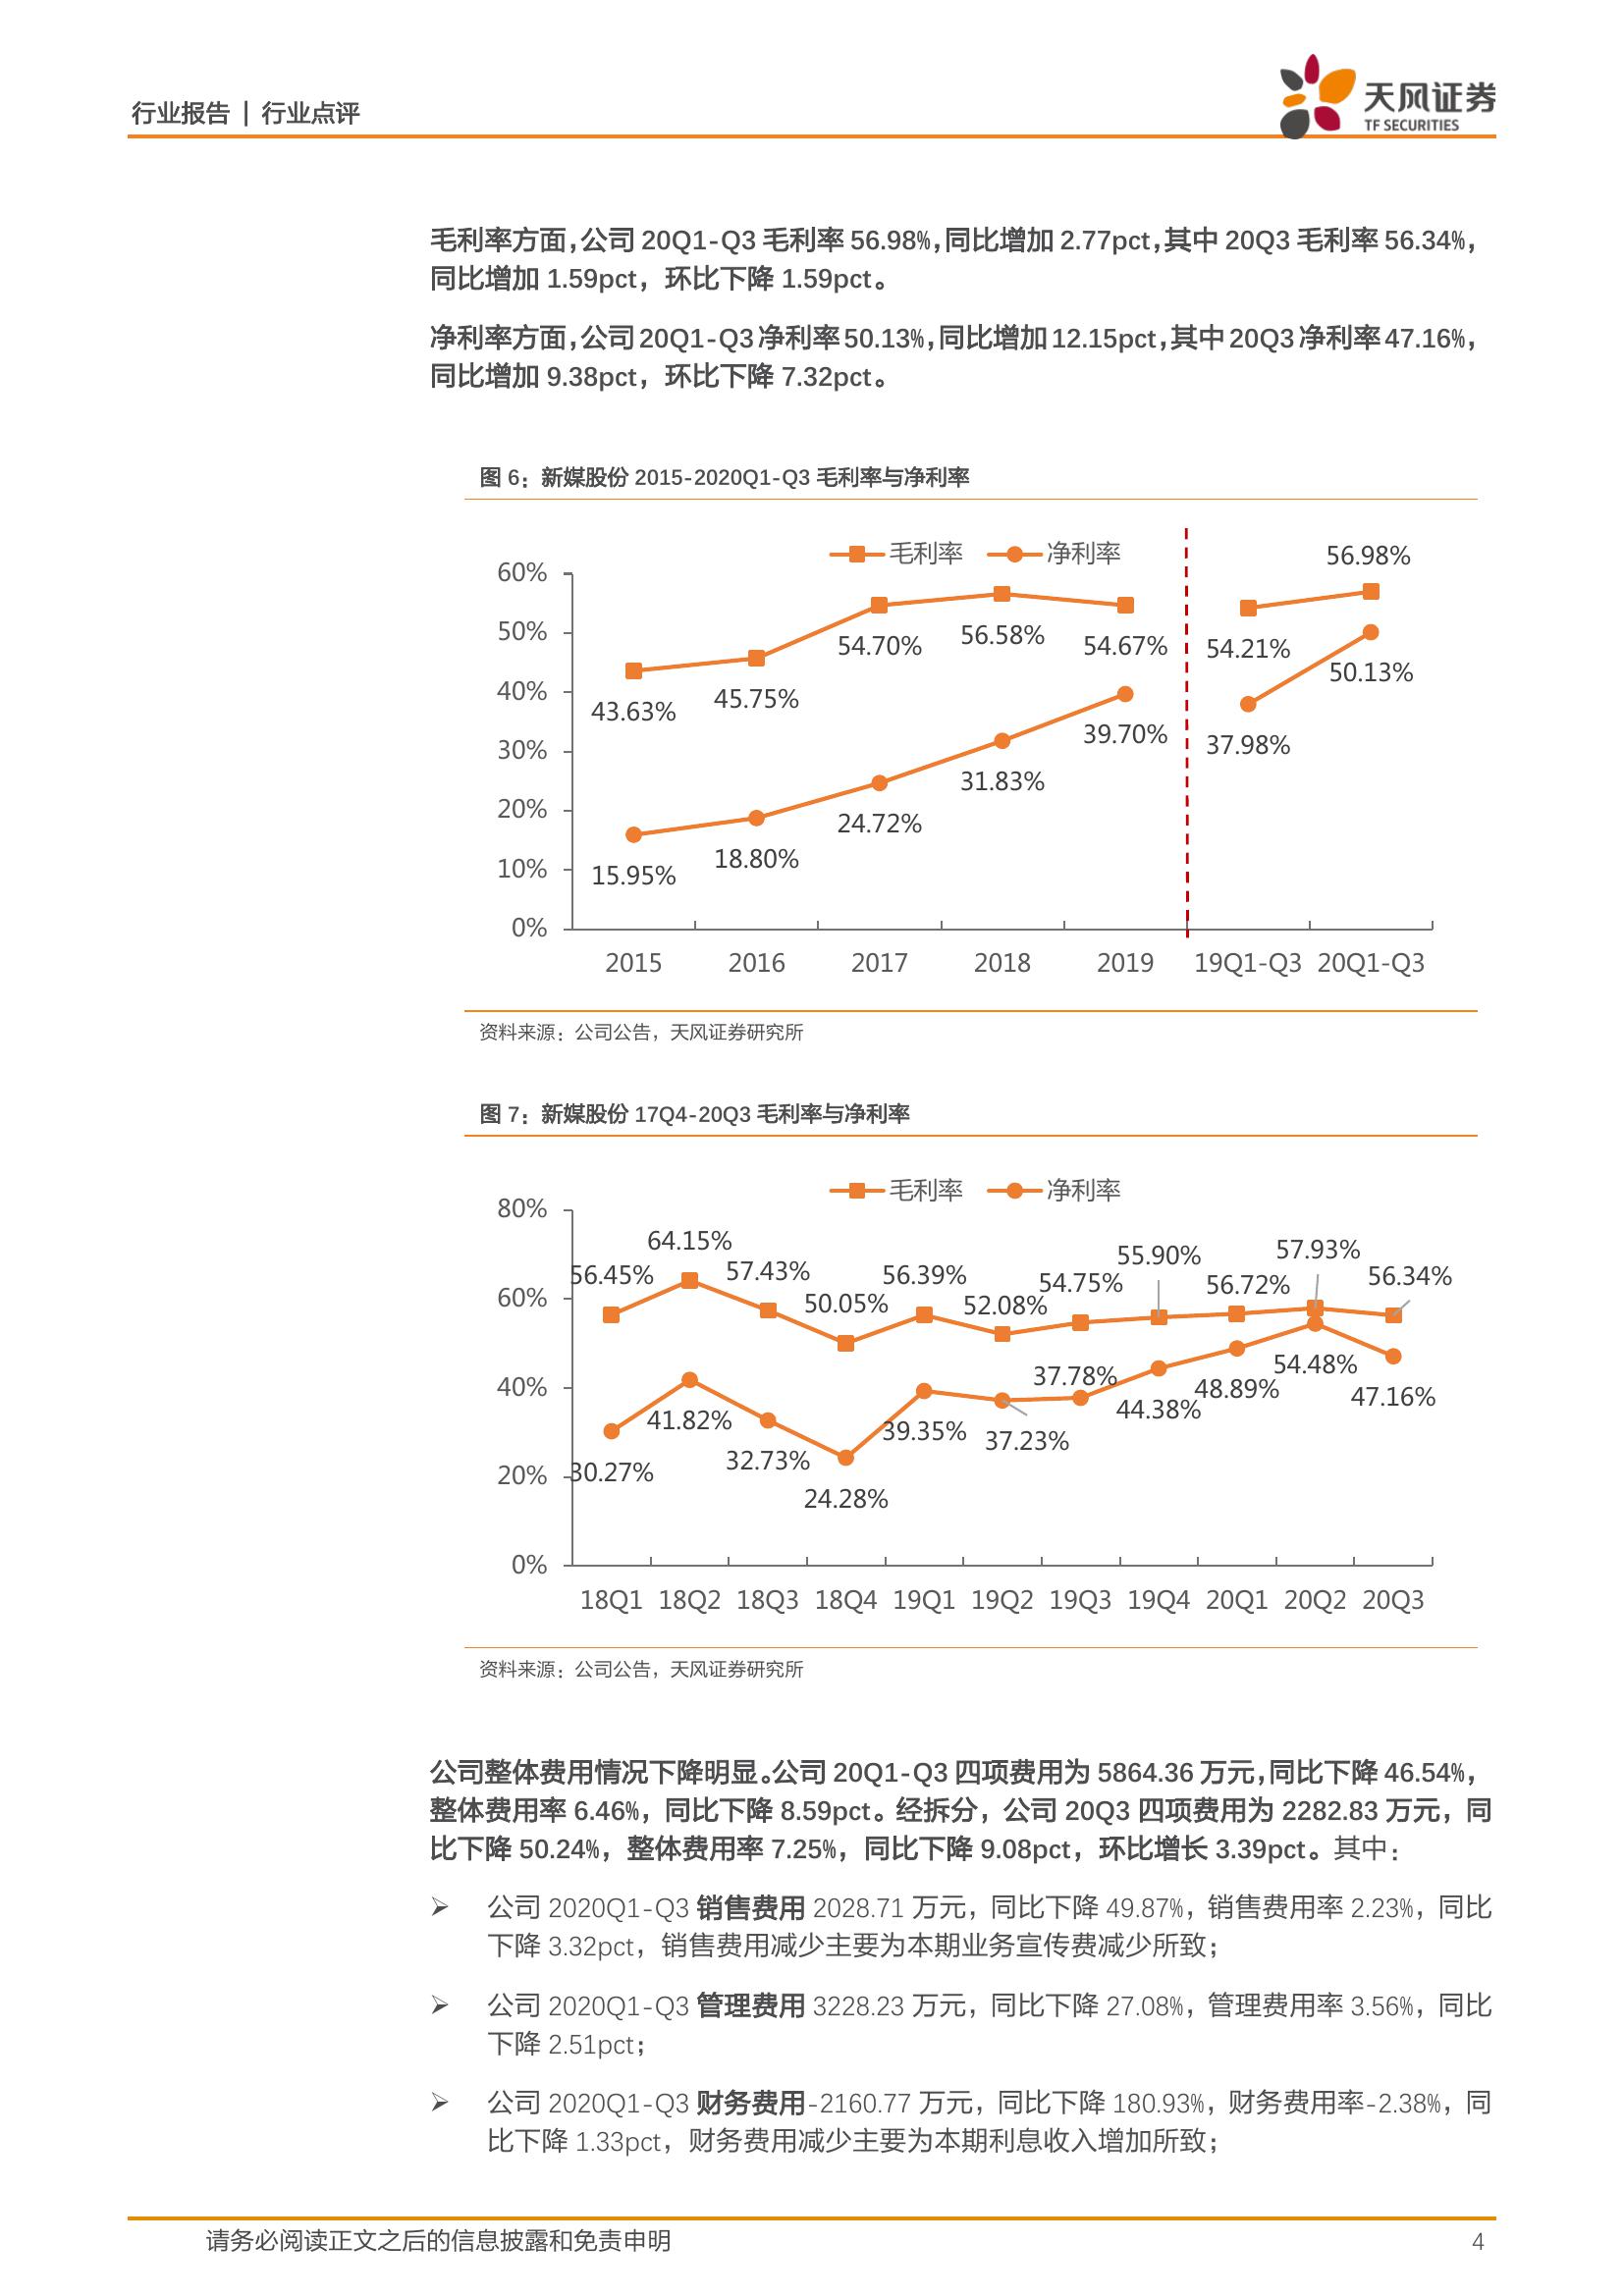 行业报告 | 行业点评
天风证券
TF SECURITIES
毛利率方面，公司 20Q1-Q3 毛利率 56.98%，同比增加 2.77pct，其中 20Q3 毛利率 56.34%，
同比增加 1.59pct，环比下降 1.59pct。
净利率方面，公司 20Q1-Q3 净利率 50.13%，同比增加 12.15pct，其中 20Q3 净利率 47.16%，
同比增加 9.38pct，环比下降 7.32pct。
图 6：新媒股份 2015-2020Q1-Q3 毛利率与净利率
毛利率 净利率
60%
50%
40%
30%
20%
10%
0%
43.63% 45.75% 54.70% 56.58% 54.67% 54.21% 56.98%
15.95% 18.80% 24.72% 31.83% 39.70% 37.98% 50.13%
2015 2016 2017 2018 2019 19Q1-Q3 20Q1-Q3
资料来源：公司公告，天风证券研究所
图 7：新媒股份 17Q4-20Q3 毛利率与净利率
毛利率 净利率
80%
60%
40%
20%
0%
56.45% 64.15% 57.43% 50.05% 56.39% 52.08% 54.75% 55.90% 56.72% 57.93% 56.34%
30.27% 41.82% 32.73% 24.28% 39.35% 37.23% 37.78% 44.38% 48.89% 54.48% 47.16%
18Q1 18Q2 18Q3 18Q4 19Q1 19Q2 19Q3 19Q4 20Q1 20Q2 20Q3
资料来源：公司公告，天风证券研究所
公司整体费用情况下降明显。公司 20Q1-Q3 四项费用为 5864.36 万元，同比下降 46.54%，
整体费用率 6.46%，同比下降 8.59pct。经拆分，公司 20Q3 四项费用为 2282.83 万元，同
比下降 50.24%，整体费用率 7.25%，同比下降 9.08pct，环比增长 3.39pct。其中：
➢ 公司 2020Q1-Q3 销售费用 2028.71 万元，同比下降 49.87%，销售费用率 2.23%，同比
下降 3.32pct，销售费用减少主要为本期业务宣传费减少所致；
➢ 公司 2020Q1-Q3 管理费用 3228.23 万元，同比下降 27.08%，管理费用率 3.56%，同比
下降 2.51pct；
➢ 公司 2020Q1-Q3 财务费用-2160.77 万元，同比下降 180.93%，财务费用率-2.38%，同
比下降 1.33pct，财务费用减少主要为本期利息收入增加所致；
请务必阅读正文之后的信息披露和免责申明 4